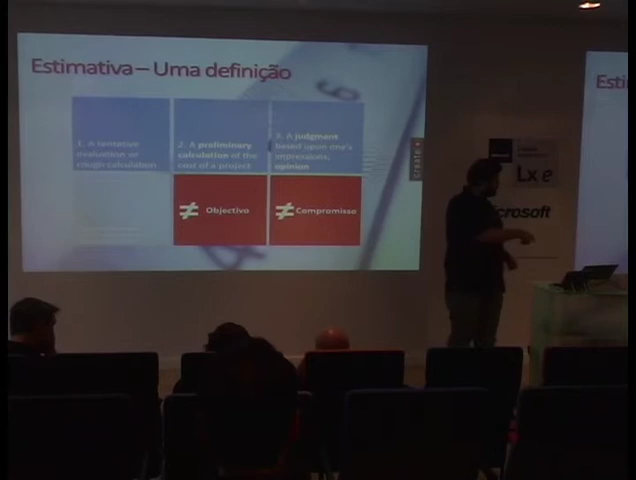 Estimativa – Uma definição
1. A tentative
evaluation or
rough calculation
2. A preliminary
calculation of the
cost of a project
3. A judgment
based upon one's
impressions;
opinion
≠ Objectivo
≠ Compromisso
create
Lx e
crosoft
Esti